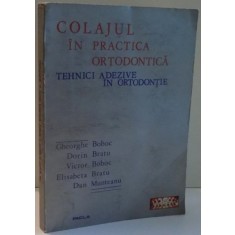 COLAJUL
ÎN PRACTICA
ORTODONTICĂ
TEHNICI ADEZIVE
ÎN ORTODONȚIE
Gheorghe Boboc
Dorin Bratu
Victor Boboc
Elisabeta Bratu
Dan Munteanu